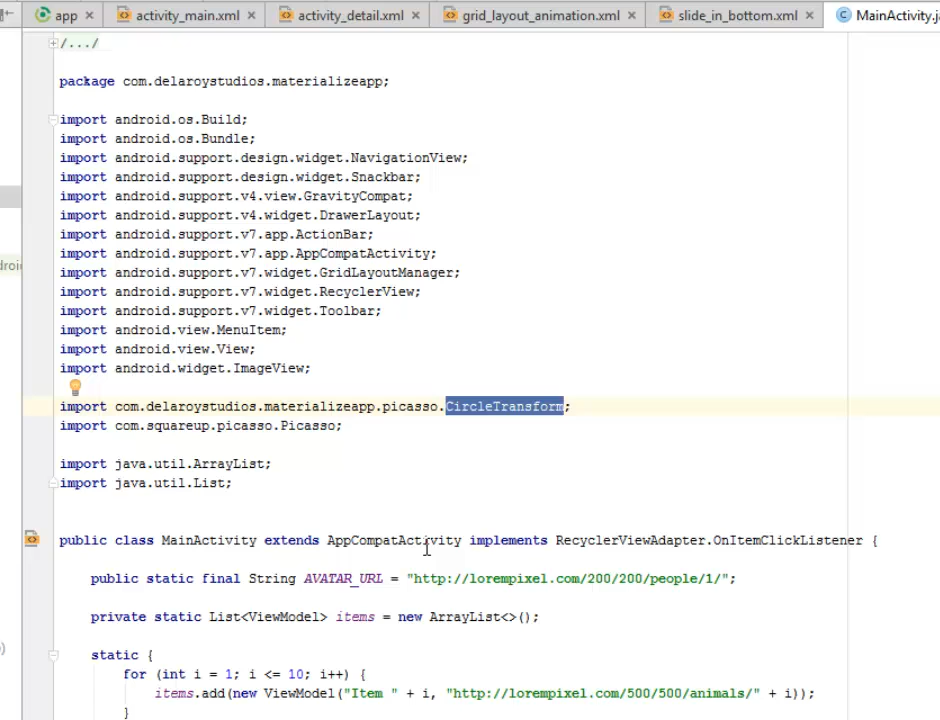 app
activity_main.xml
activity_detail.xml
grid_layout_animation.xml
slide_in_bottom.xml
MainActivity.ja
/.../
package com.delaroystudios.materializeapp;
import android.os.Build;
import android.os.Bundle;
import android.support.design.widget.NavigationView;
import android.support.design.widget.Snackbar;
import android.support.v4.view.GravityCompat;
import android.support.v4.widget.DrawerLayout;
import android.support.v7.app.ActionBar;
import android.support.v7.app.AppCompatActivity;
import android.support.v7.widget.GridLayoutManager;
import android.support.v7.widget.RecyclerView;
import android.support.v7.widget.Toolbar;
import android.view.MenuItem;
import android.view.View;
import android.widget.ImageView;
import com.delaroystudios.materializeapp.picasso.CircleTransform;
import com.squareup.picasso.Picasso;
import java.util.ArrayList;
import java.util.List;
public class MainActivity extends AppCompatActivity implements RecyclerViewAdapter.OnItemClickListener {
public static final String AVATAR_URL = "http://lorempixel.com/200/200/people/1/";
private static List<ViewModel> items = new ArrayList<>();
static {
for (int i = 1; i <= 10; i++) {
items.add(new ViewModel("Item " + i, "http://lorempixel.com/500/500/animals/" + i));
}